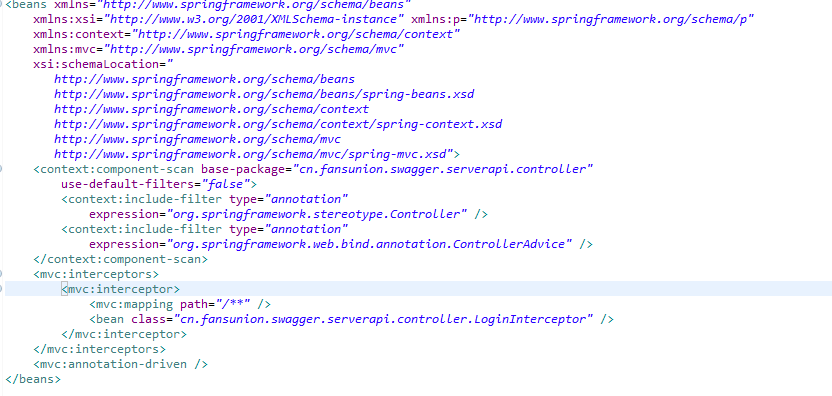 <beans xmlns="http://www.springframework.org/schema/beans"
    xmlns:xsi="http://www.w3.org/2001/XMLSchema-instance" xmlns:p="http://www.springframework.org/schema/p"
    xmlns:context="http://www.springframework.org/schema/context"
    xmlns:mvc="http://www.springframework.org/schema/mvc"
    xsi:schemaLocation="
       http://www.springframework.org/schema/beans
       http://www.springframework.org/schema/beans/spring-beans.xsd
       http://www.springframework.org/schema/context
       http://www.springframework.org/schema/context/spring-context.xsd
       http://www.springframework.org/schema/mvc
       http://www.springframework.org/schema/mvc/spring-mvc.xsd">
    <context:component-scan base-package="cn.fansunion.swagger.serverapi.controller"
        use-default-filters="false">
        <context:include-filter type="annotation"
            expression="org.springframework.stereotype.Controller" />
        <context:include-filter type="annotation"
            expression="org.springframework.web.bind.annotation.ControllerAdvice" />
    </context:component-scan>
    <mvc:interceptors>
        <mvc:interceptor>
            <mvc:mapping path="/**" />
            <bean class="cn.fansunion.swagger.serverapi.controller.LoginInterceptor" />
        </mvc:interceptor>
    </mvc:interceptors>
    <mvc:annotation-driven />
</beans>